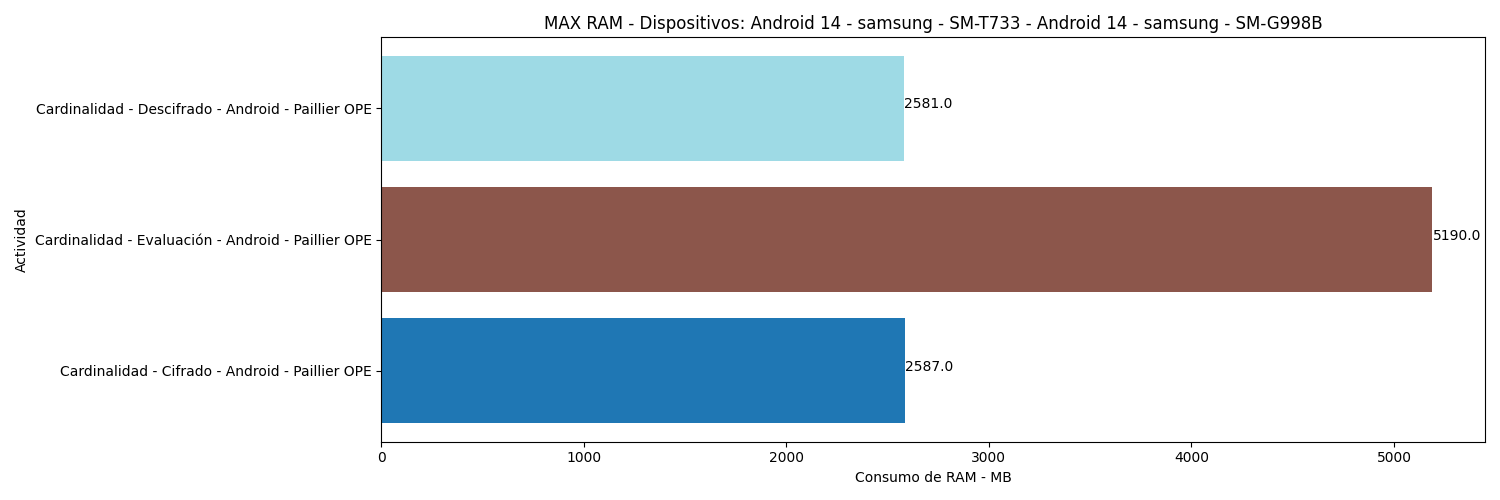 MAX RAM - Dispositivos: Android 14 - samsung - SM-T733 - Android 14 - samsung - SM-G998B
Cardinalidad - Descifrado - Android - Paillier OPE
2581.0
Actividad
Cardinalidad - Evaluación - Android - Paillier OPE
5190.0
Cardinalidad - Cifrado - Android - Paillier OPE
2587.0
0 1000 2000 3000 4000 5000
Consumo de RAM - MB